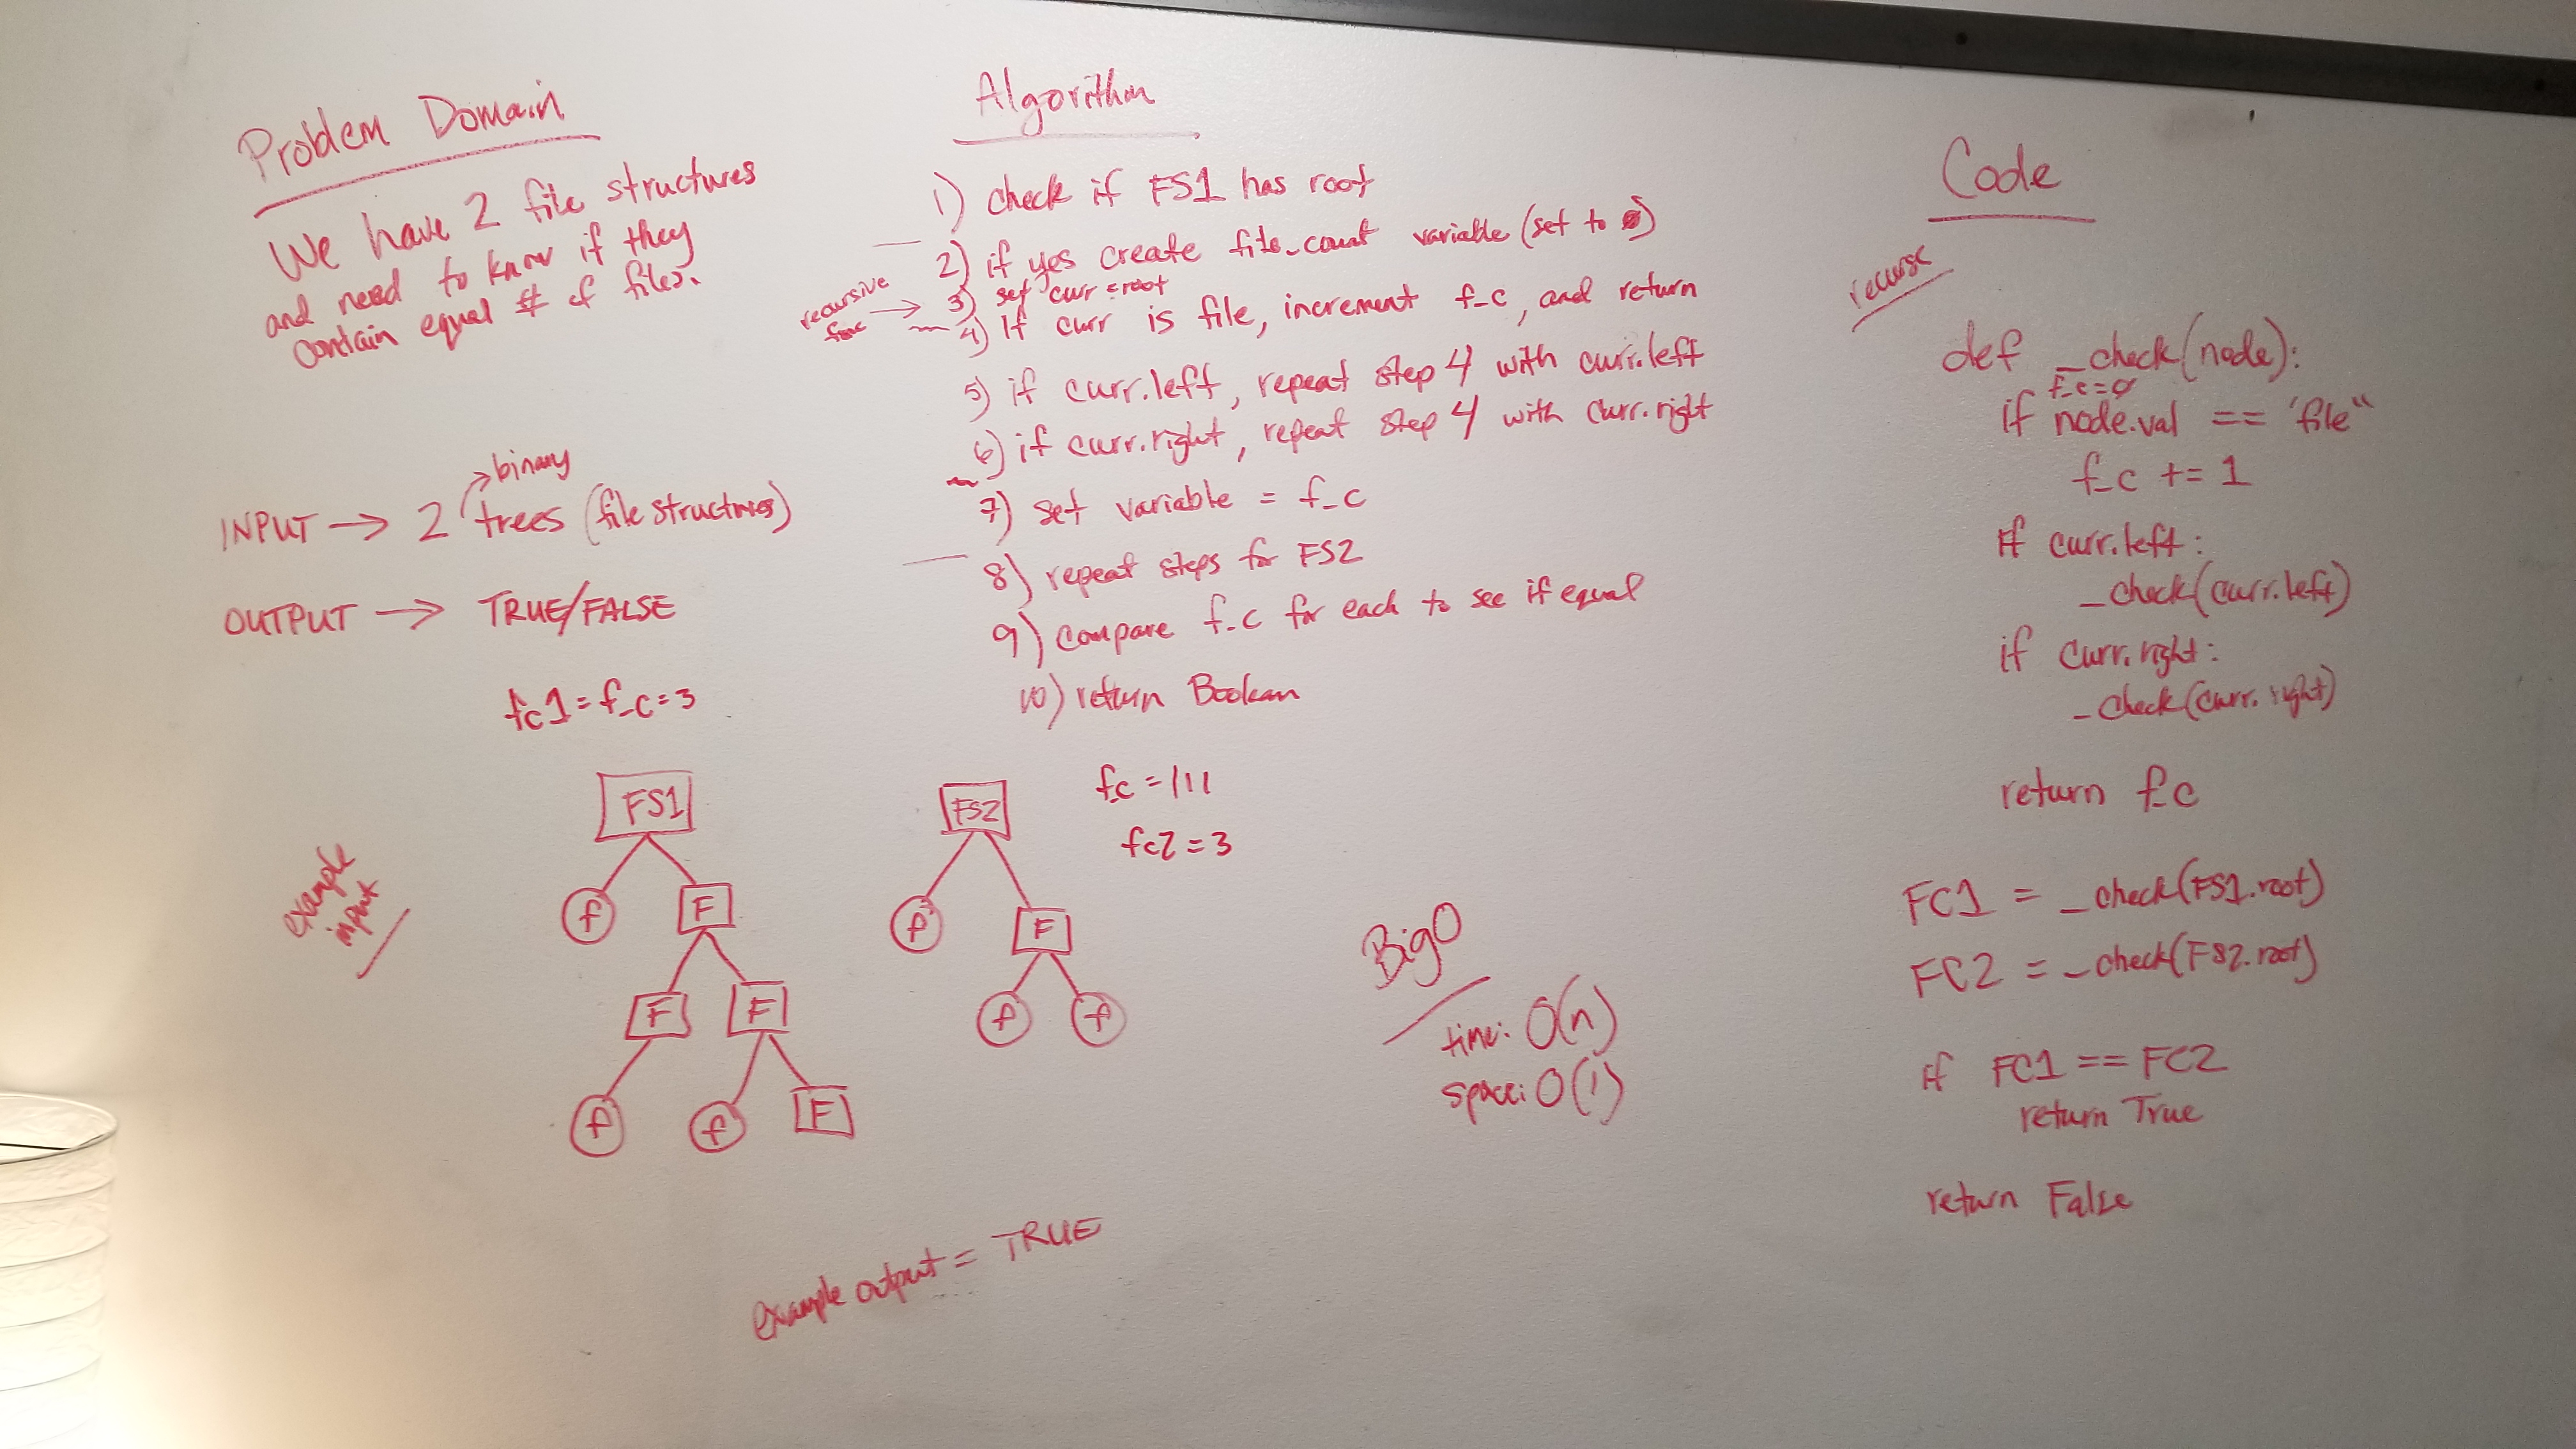 Problem Domain
We have 2 file structures
and need to know if they
contain equal # of files.
binary
INPUT → 2 trees (file structures)
OUTPUT → TRUE/FALSE
fc1 = f_c = 3
example
input
FS1
f F
F F
f f F
FS2
f F
f f
f_c = 111
fc2 = 3
example output = TRUE
Algorithm
1) check if FS1 has root
2) if yes create file_count variable (set to 0)
recursive
func →
3) set curr = root
4) If curr is file, increment f_c, and return
5) if curr.left, repeat step 4 with curr.left
6) if curr.right, repeat step 4 with curr.right
7) set variable = f_c
8) repeat steps for FS2
9) compare f_c for each to see if equal
10) return Boolean
Big O
time: O(n)
space: O(1)
Code
recurse
def _check(node):
f_c=0
if node.val == 'file"
f_c += 1
if curr.left:
_check(curr.left)
if curr.right:
_check(curr.right)
return f_c
FC1 = _check(FS1.root)
FC2 = _check(FS2.root)
if FC1 == FC2
return True
return False